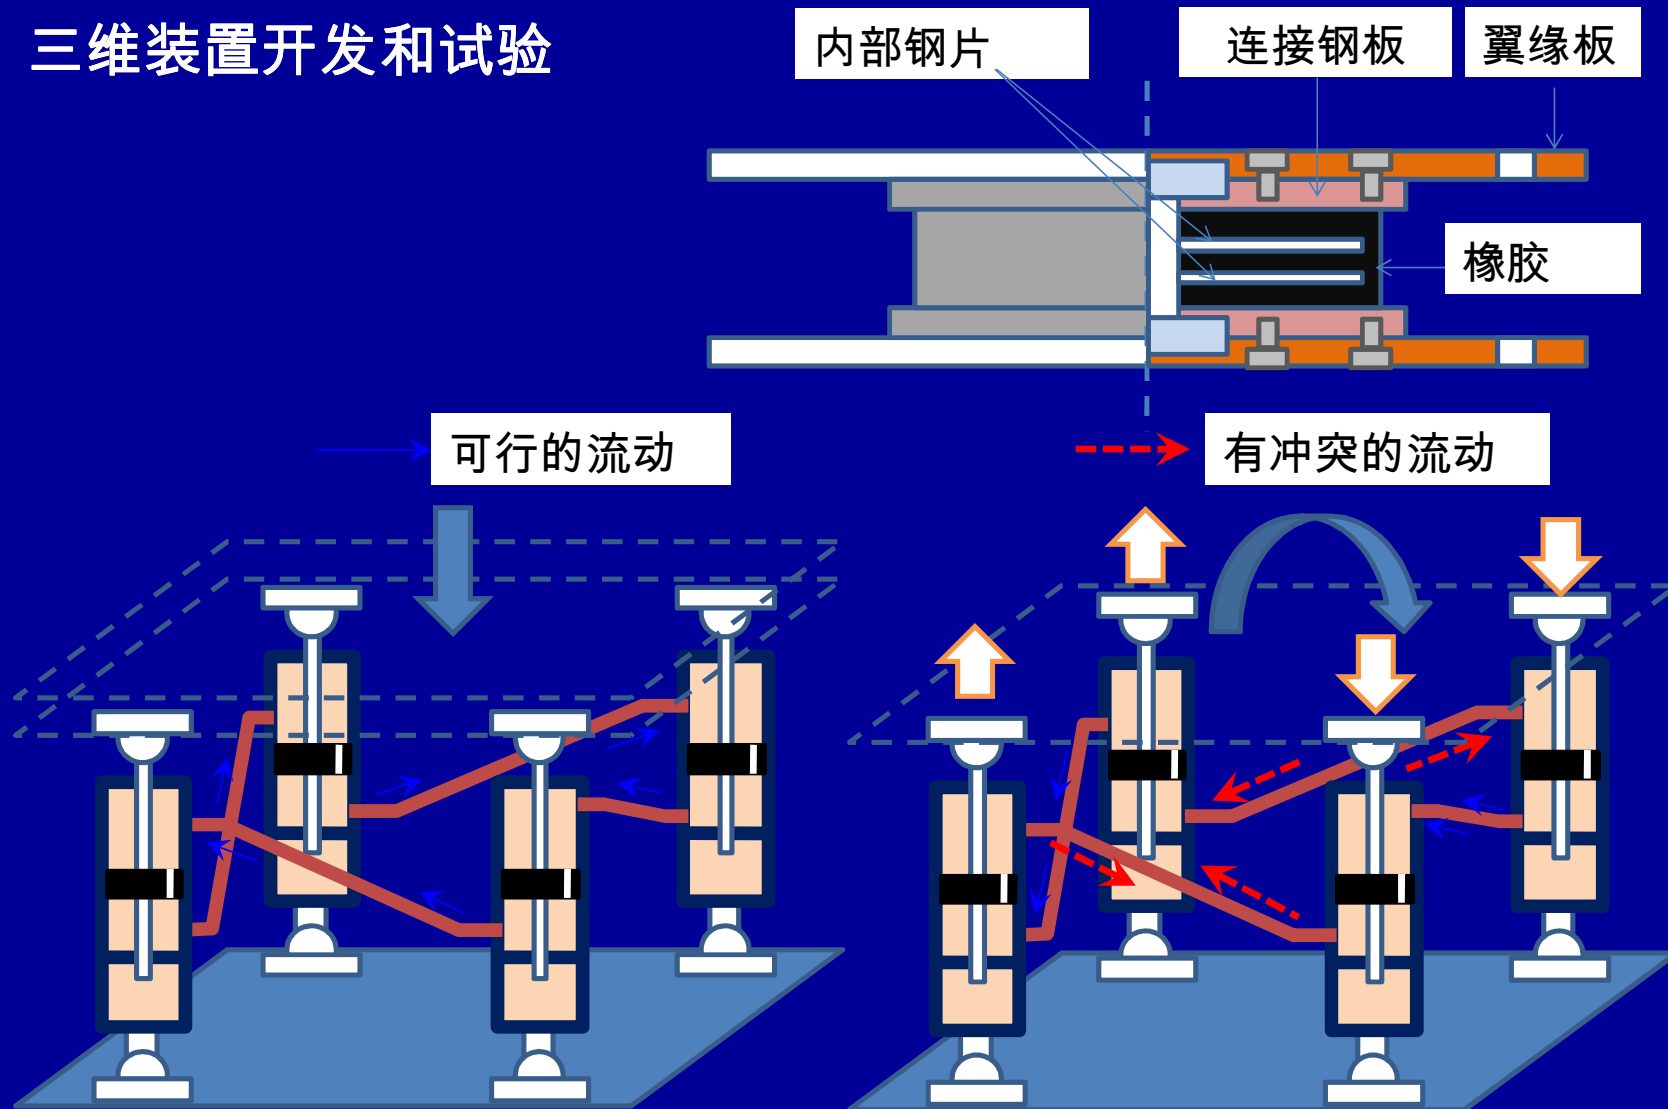 三维装置开发和试验
内部钢片
连接钢板
翼缘板
橡胶
可行的流动
有冲突的流动